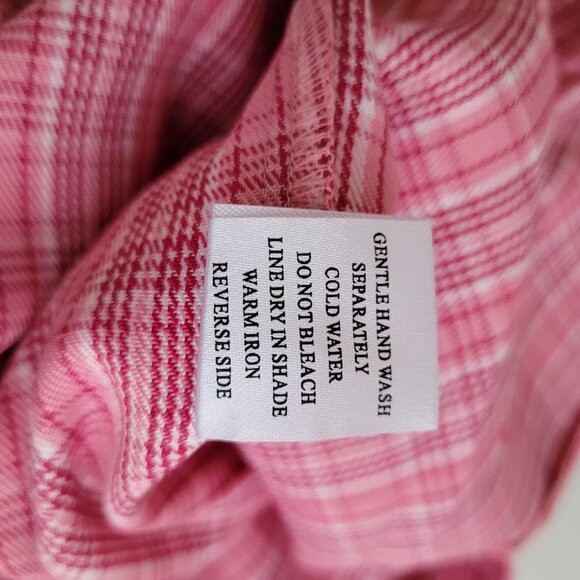 GENTLE HAND WASH
SEPARATELY
COLD WATER
DO NOT BLEACH
LINE DRY IN SHADE
WARM IRON
REVERSE SIDE